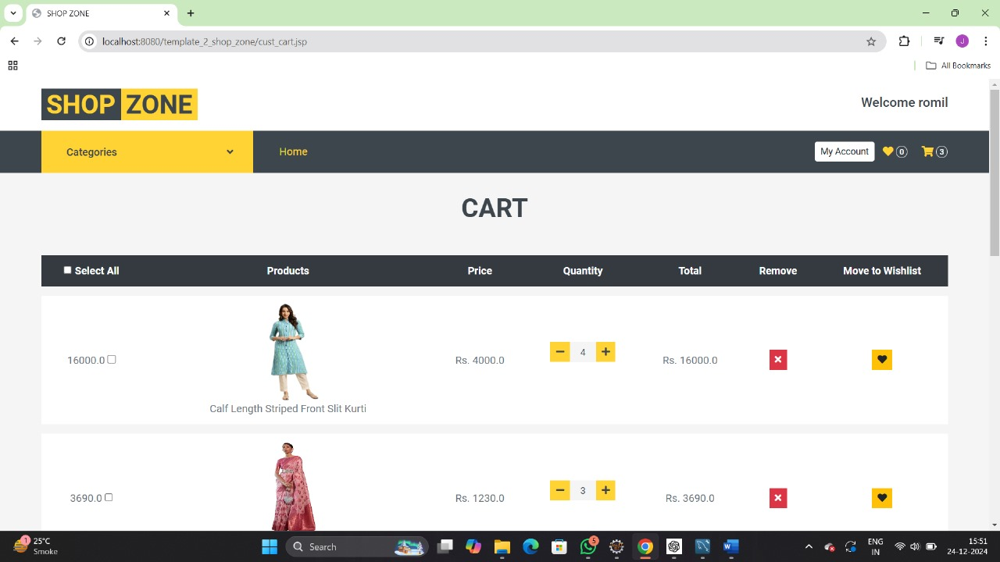 SHOP ZONE
localhost:8080/template_2_shop_zone/cust_cart.jsp
J
All Bookmarks
SHOP ZONE
Welcome romil
Categories
Home
My Account
0
3
CART
Select All Products Price Quantity Total Remove Move to Wishlist
16000.0 Rs. 4000.0 4 Rs. 16000.0
Calf Length Striped Front Slit Kurti
3690.0 Rs. 1230.0 3 Rs. 3690.0
1
25°C
Smoke
Search
5
ENG
IN
15:51
24-12-2024